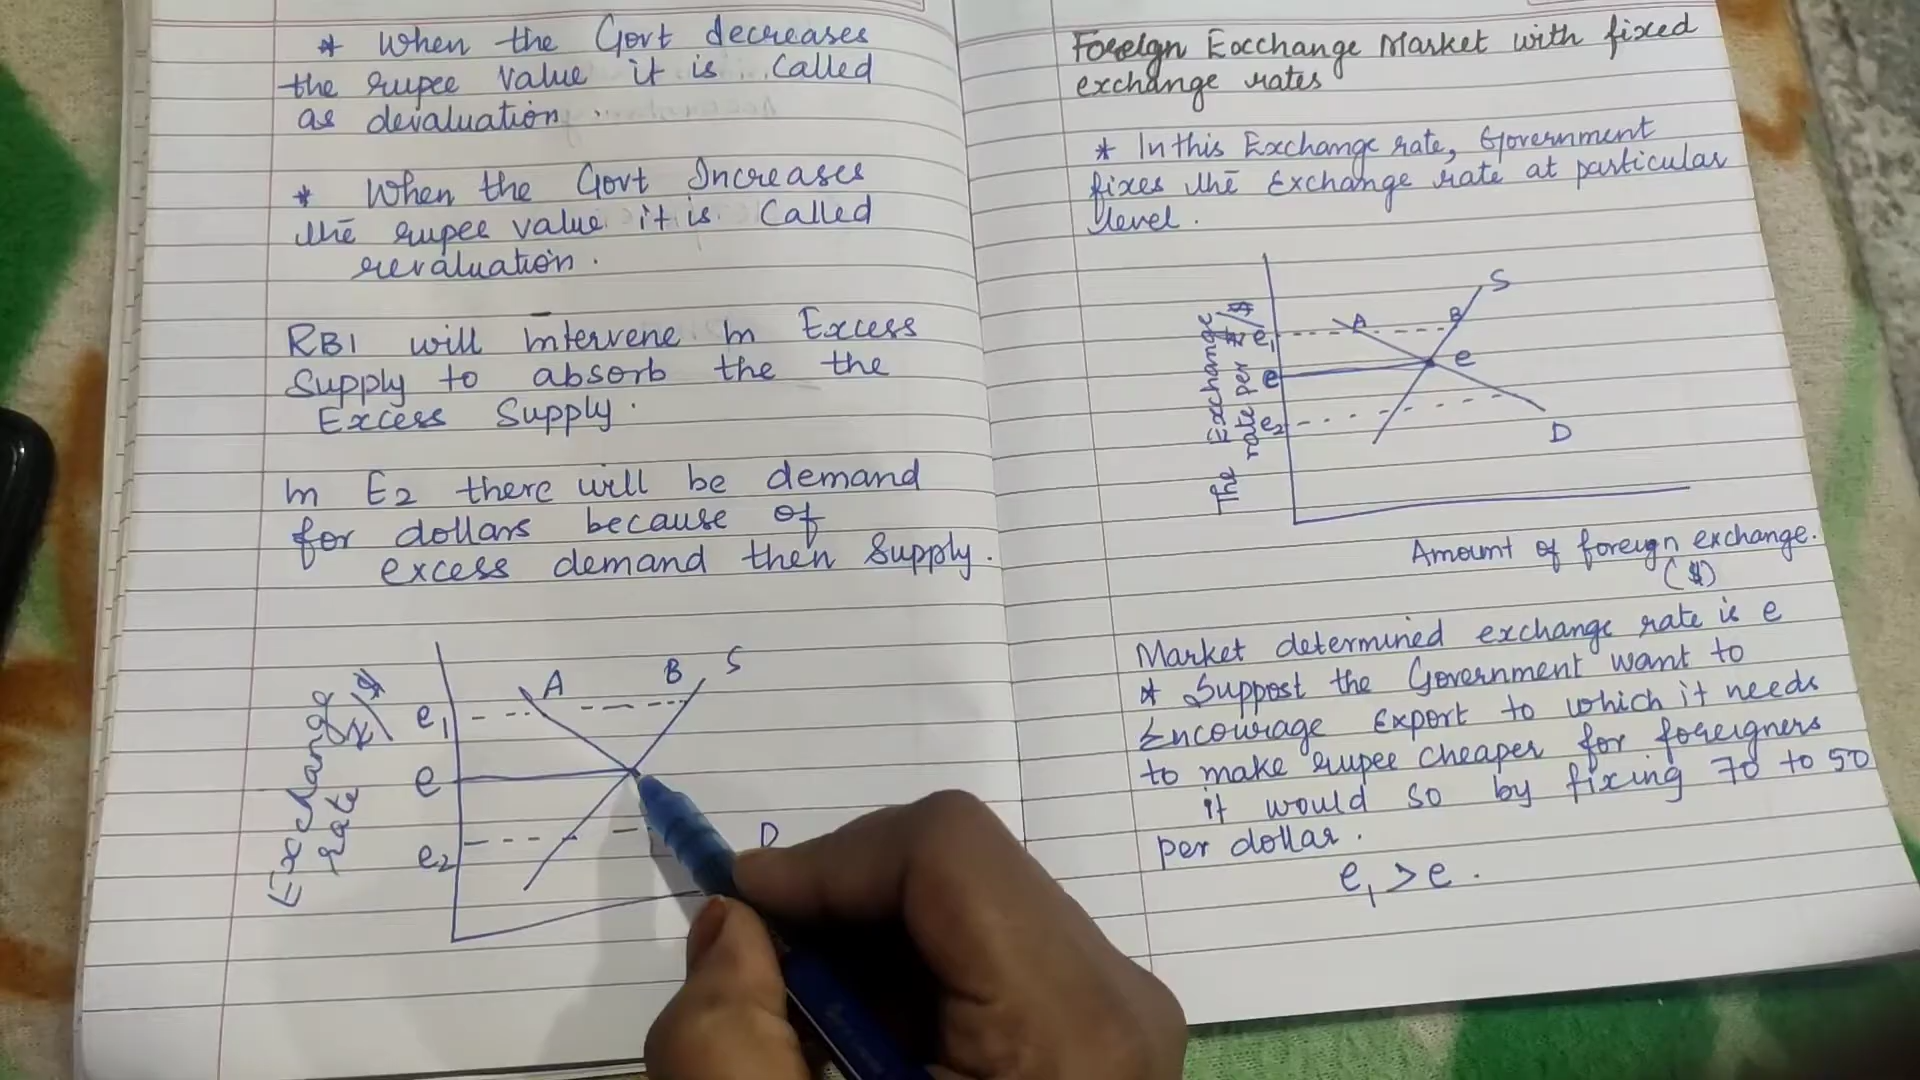 * When the Govt decreases
the rupee value it is called
as devaluation.
* When the Govt Increases
the rupee value it is called
revaluation.
RBI will intervene in Excess
Supply to absorb the the
Excess Supply.
In E2 there will be demand
for dollars because of
excess demand then Supply.
Exchange rate ₹/$
e1
e
e2
A
B
S
D
Foreign Exchange Market with fixed
exchange rates
* In this Exchange rate, Government
fixes the Exchange rate at particular
level.
The Exchange
rate per ₹/$
e1
e
e2
A
B
S
e
D
Amount of foreign exchange.
($)
Market determined exchange rate is e
* Suppost the Government want to
Encourage Export to which it needs
to make rupee cheaper for foreigners
it would so by fixing 70 to 50
per dollar.
e1 > e.